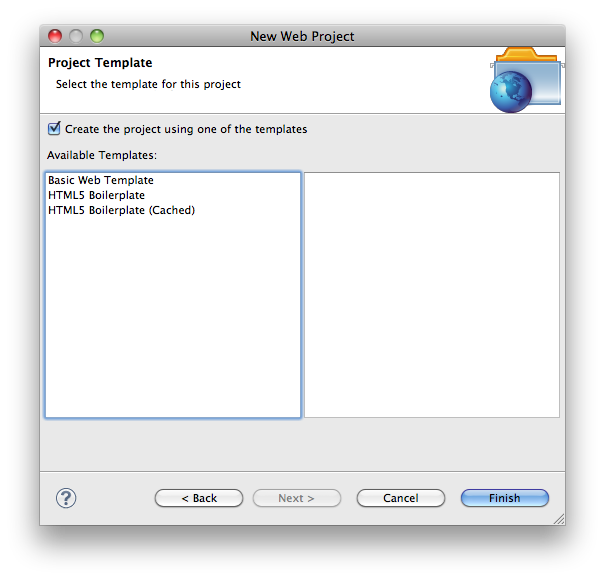 New Web Project
Project Template
Select the template for this project
Create the project using one of the templates
Available Templates:
Basic Web Template
HTML5 Boilerplate
HTML5 Boilerplate (Cached)
?
< Back
Next >
Cancel
Finish